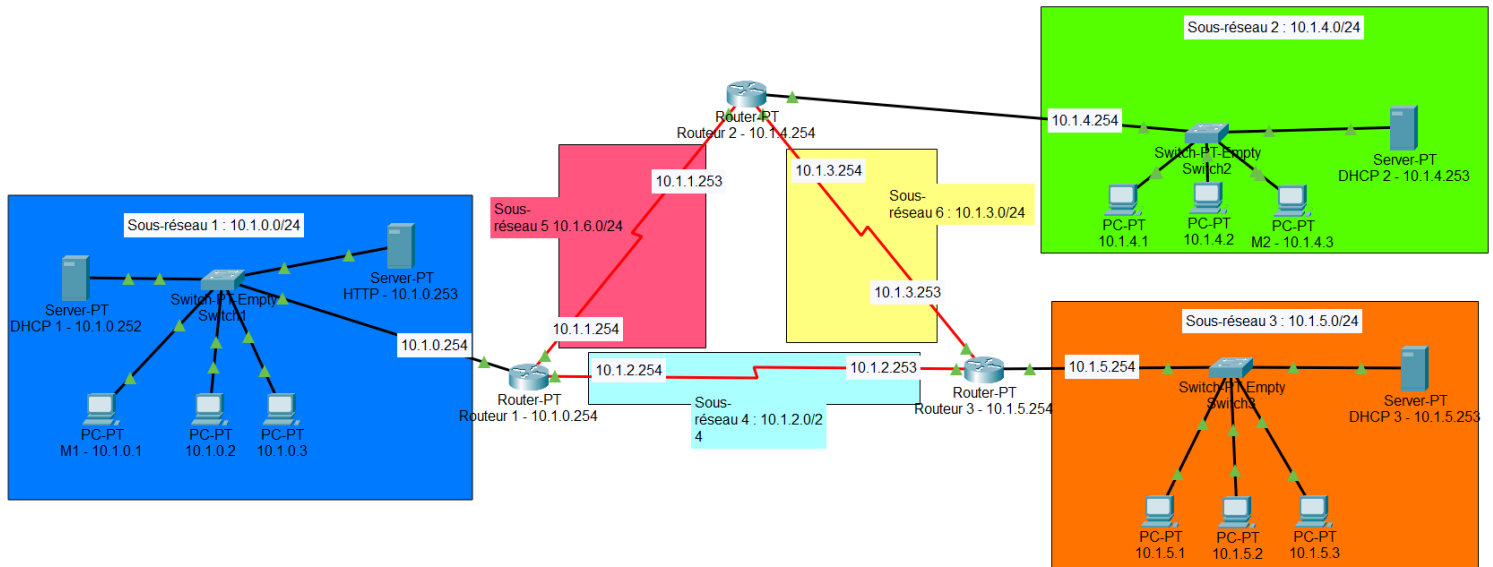 Sous-réseau 2 : 10.1.4.0/24
10.1.4.254
Router-PT
Routeur 2 - 10.1.4.254
Switch-PT-Empty
Switch2
Server-PT
DHCP 2 - 10.1.4.253
PC-PT
10.1.4.1
PC-PT
10.1.4.2
PC-PT
M2 - 10.1.4.3
10.1.1.253
10.1.3.254
Sous-
réseau 5 10.1.6.0/24
Sous-
réseau 6 : 10.1.3.0/24
10.1.1.254
10.1.3.253
Sous-réseau 1 : 10.1.0.0/24
Server-PT
HTTP - 10.1.0.253
Switch-PT-Empty
Switch1
Server-PT
DHCP 1 - 10.1.0.252
10.1.0.254
PC-PT
M1 - 10.1.0.1
PC-PT
10.1.0.2
PC-PT
10.1.0.3
Router-PT
Routeur 1 - 10.1.0.254
10.1.2.254
10.1.2.253
Sous-
réseau 4 : 10.1.2.0/2
4
Router-PT
Routeur 3 - 10.1.5.254
Sous-réseau 3 : 10.1.5.0/24
10.1.5.254
Switch-PT-Empty
Switch3
Server-PT
DHCP 3 - 10.1.5.253
PC-PT
10.1.5.1
PC-PT
10.1.5.2
PC-PT
10.1.5.3